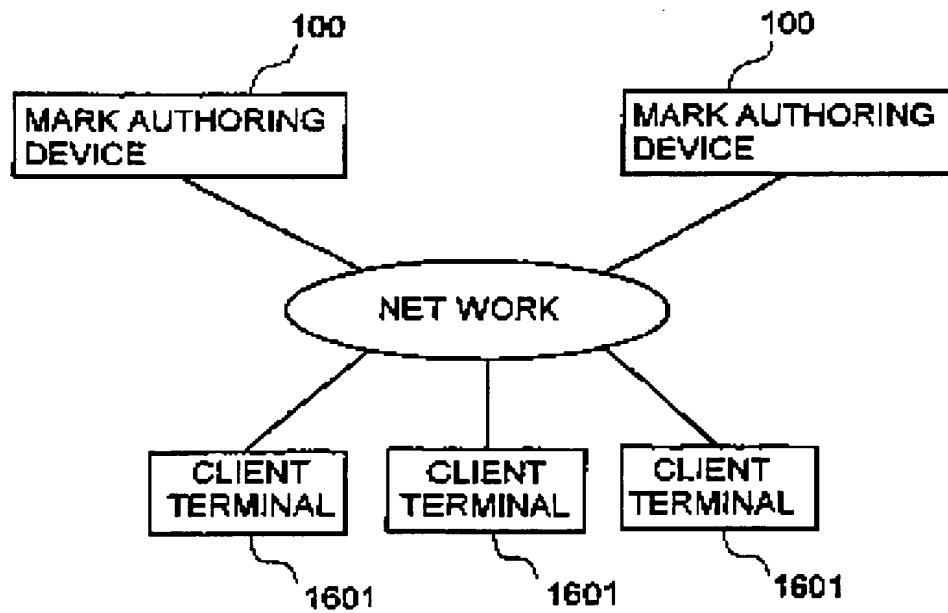 100
100
MARK AUTHORING
DEVICE
MARK AUTHORING
DEVICE
NET WORK
CLIENT
TERMINAL
CLIENT
TERMINAL
CLIENT
TERMINAL
1601
1601
1601